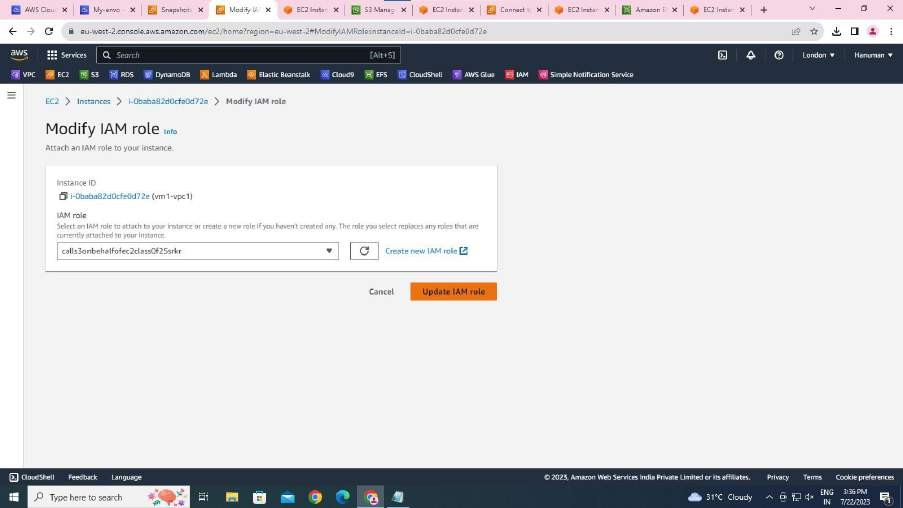 AWS Clou
My-envo
Snapshots
Modify IA
EC2 Instan
S3 Manag
EC2 Instan
Connect t
EC2 Instan
Amazon E
EC2 Instan
eu-west-2.console.aws.amazon.com/ec2/home?region=eu-west-2#ModifyIAMRole:instanceId=i-0baba82d0cfe0d72e
aws
Services
Search [Alt+S]
London
Hanuman
VPC EC2 S3 RDS DynamoDB Lambda Elastic Beanstalk Cloud9 EFS CloudShell AWS Glue IAM Simple Notification Service
EC2 > Instances > i-0baba82d0cfe0d72e > Modify IAM role
Modify IAM role Info
Attach an IAM role to your instance.
Instance ID
i-0baba82d0cfe0d72e (vm1-vpc1)
IAM role
Select an IAM role to attach to your instance or create a new role if you haven't created any. The role you select replaces any roles that are
currently attached to your instance.
calls3onbehalfofec2class0f25srkr
Create new IAM role
Cancel Update IAM role
CloudShell Feedback Language
© 2023, Amazon Web Services India Private Limited or its affiliates. Privacy Terms Cookie preferences
Type here to search
31°C Cloudy
ENG
IN
3:36 PM
7/22/2023